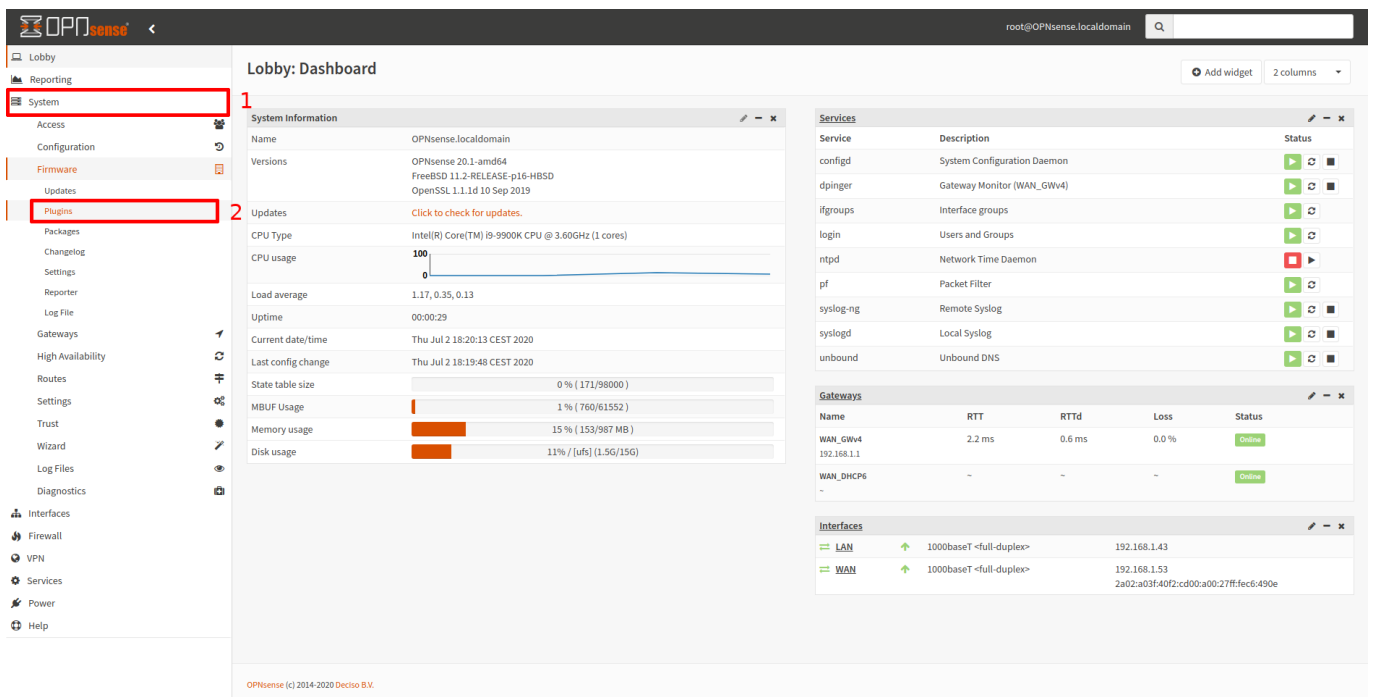 OPNsense
root@OPNsense.localdomain
Lobby
Reporting
System
1
Access
Configuration
Firmware
Updates
Plugins
2
Packages
Changelog
Settings
Reporter
Log File
Gateways
High Availability
Routes
Settings
Trust
Wizard
Log Files
Diagnostics
Interfaces
Firewall
VPN
Services
Power
Help
Lobby: Dashboard
Add widget
2 columns
System Information
Name OPNsense.localdomain
Versions OPNsense 20.1-amd64
FreeBSD 11.2-RELEASE-p16-HBSD
OpenSSL 1.1.1d 10 Sep 2019
Updates Click to check for updates.
CPU Type Intel(R) Core(TM) i9-9900K CPU @ 3.60GHz (1 cores)
CPU usage 100
0
Load average 1.17, 0.35, 0.13
Uptime 00:00:29
Current date/time Thu Jul 2 18:20:13 CEST 2020
Last config change Thu Jul 2 18:19:48 CEST 2020
State table size 0 % ( 171/98000 )
MBUF Usage 1 % ( 760/61552 )
Memory usage 15 % ( 153/987 MB )
Disk usage 11% / [ufs] (1.5G/15G)
Services
Service Description Status
configd System Configuration Daemon
dpinger Gateway Monitor (WAN_GWv4)
ifgroups Interface groups
login Users and Groups
ntpd Network Time Daemon
pf Packet Filter
syslog-ng Remote Syslog
syslogd Local Syslog
unbound Unbound DNS
Gateways
Name RTT RTTd Loss Status
WAN_GWv4 2.2 ms 0.6 ms 0.0 % Online
192.168.1.1
WAN_DHCP6 ~ ~ ~ Online
~
Interfaces
LAN 1000baseT <full-duplex> 192.168.1.43
WAN 1000baseT <full-duplex> 192.168.1.53
2a02:a03f:40f2:cd00:a00:27ff:fec6:490e
OPNsense (c) 2014-2020 Deciso B.V.